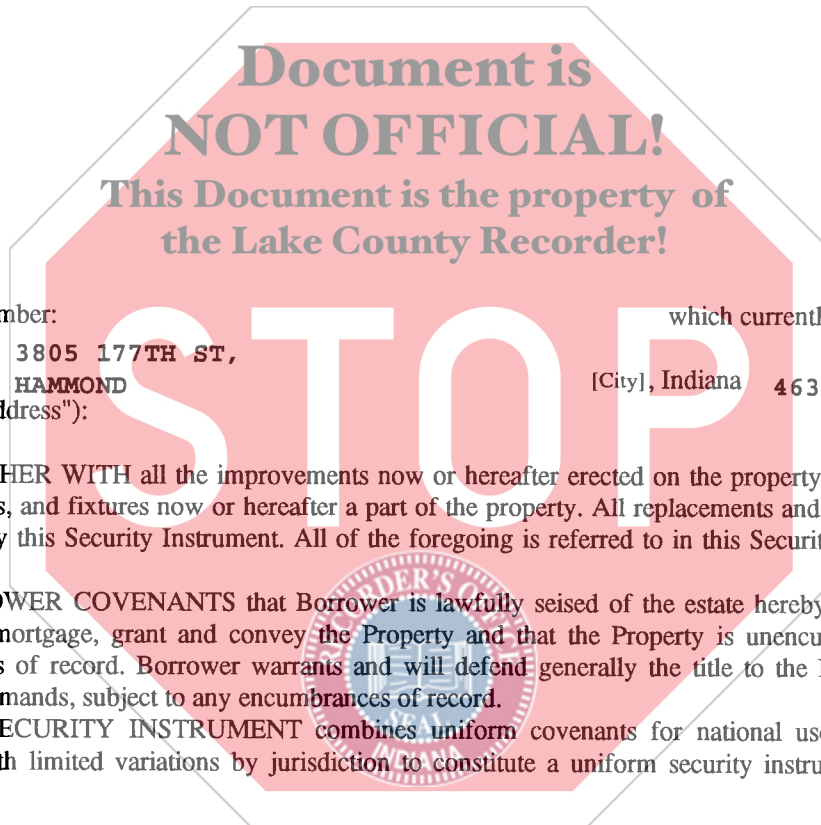 Document is
NOT OFFICIAL!
This Document is the property of
the Lake County Recorder!
mber: which currentl
3805 177TH ST,
HAMMOND [City], Indiana 463
ddress"):
STOP
HER WITH all the improvements now or hereafter erected on the property
s, and fixtures now or hereafter a part of the property. All replacements and
y this Security Instrument. All of the foregoing is referred to in this Securit
OWER COVENANTS that Borrower is lawfully seised of the estate hereby
mortgage, grant and convey the Property and that the Property is unencu
s of record. Borrower warrants and will defend generally the title to the
mands, subject to any encumbrances of record.
ECURITY INSTRUMENT combines uniform covenants for national us
th limited variations by jurisdiction to constitute a uniform security instru
RECORDER'S OFFICE
SEAL
INDIANA